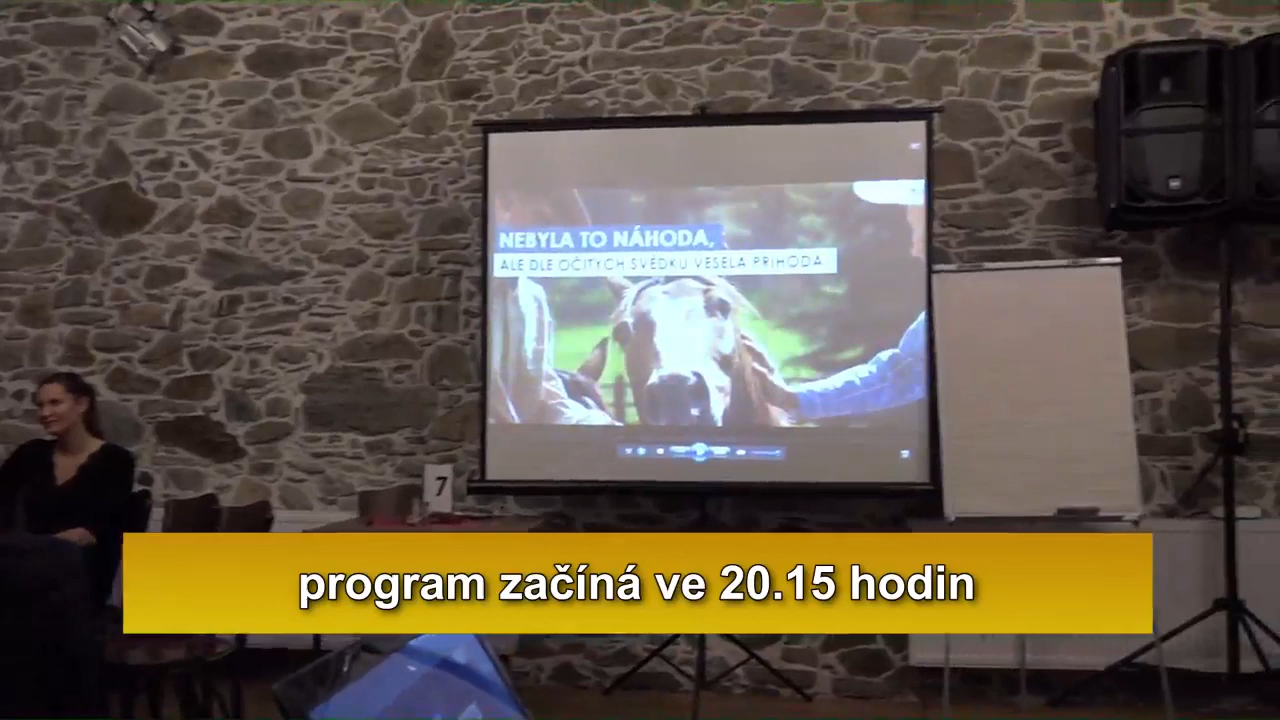 NEBYLA TO NÁHODA,
ALE DLE OČITÝCH SVĚDKŮ VESELÁ PŘÍHODA
7
program začíná ve 20.15 hodin